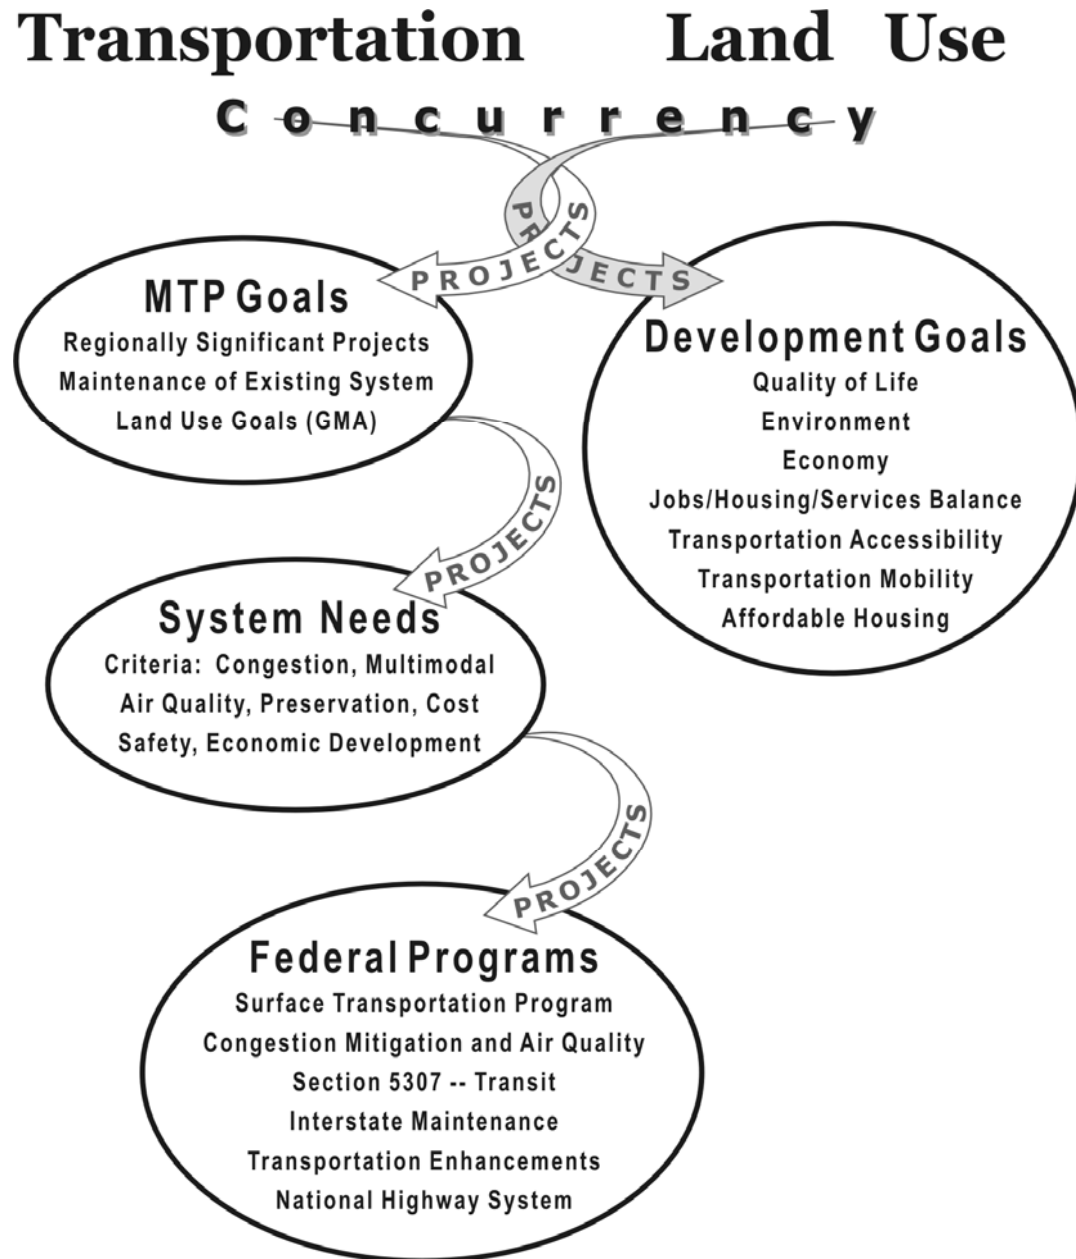 Transportation Land Use
Concurrency
PROJECTS
PROJECTS
MTP Goals
Regionally Significant Projects
Maintenance of Existing System
Land Use Goals (GMA)
Development Goals
Quality of Life
Environment
Economy
Jobs/Housing/Services Balance
Transportation Accessibility
Transportation Mobility
Affordable Housing
PROJECTS
System Needs
Criteria: Congestion, Multimodal
Air Quality, Preservation, Cost
Safety, Economic Development
PROJECTS
Federal Programs
Surface Transportation Program
Congestion Mitigation and Air Quality
Section 5307 -- Transit
Interstate Maintenance
Transportation Enhancements
National Highway System